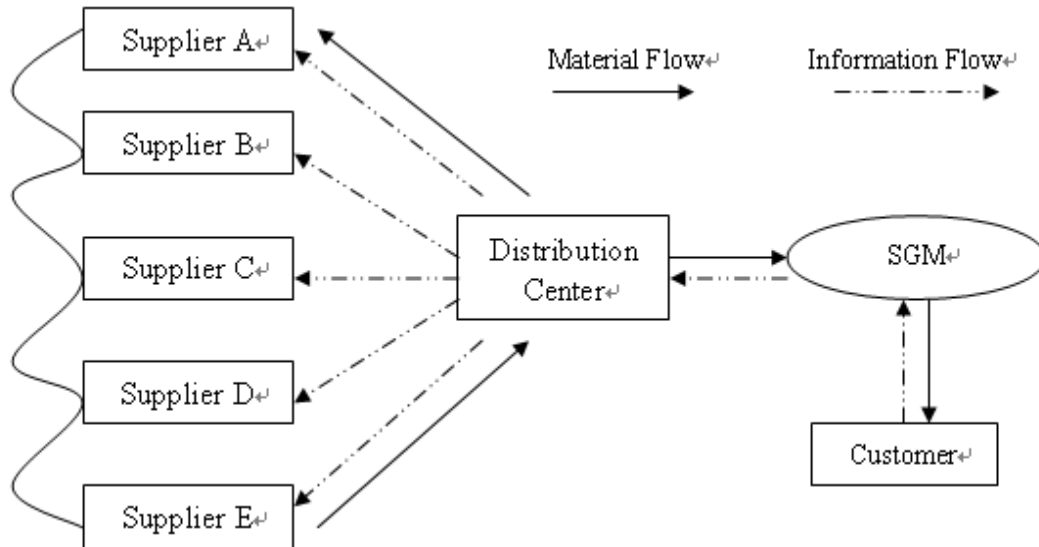 Supplier A↵
Material Flow↵
Information Flow↵
Supplier B↵
Supplier C↵
Distribution
Center↵
SGM↵
Supplier D↵
Customer↵
Supplier E↵